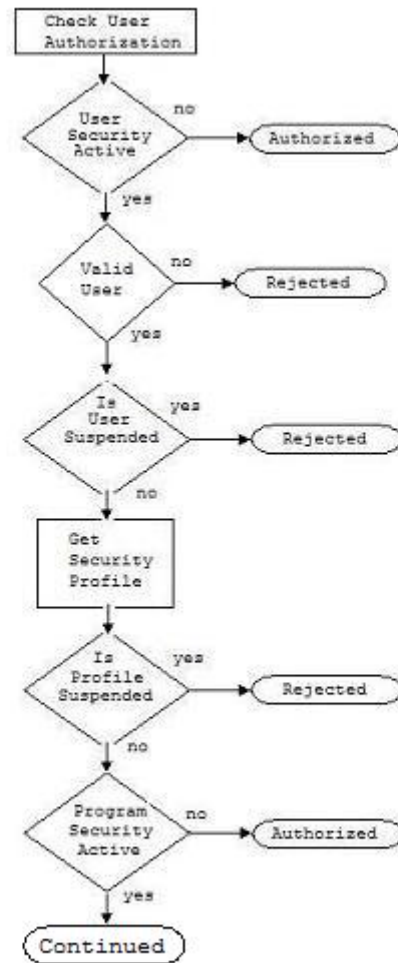 Check User
Authorization
User
Security
Active
no
Authorized
yes
Valid
User
no
Rejected
yes
Is
User
Suspended
yes
Rejected
no
Get
Security
Profile
Is
Profile
Suspended
yes
Rejected
no
Program
Security
Active
no
Authorized
yes
Continued